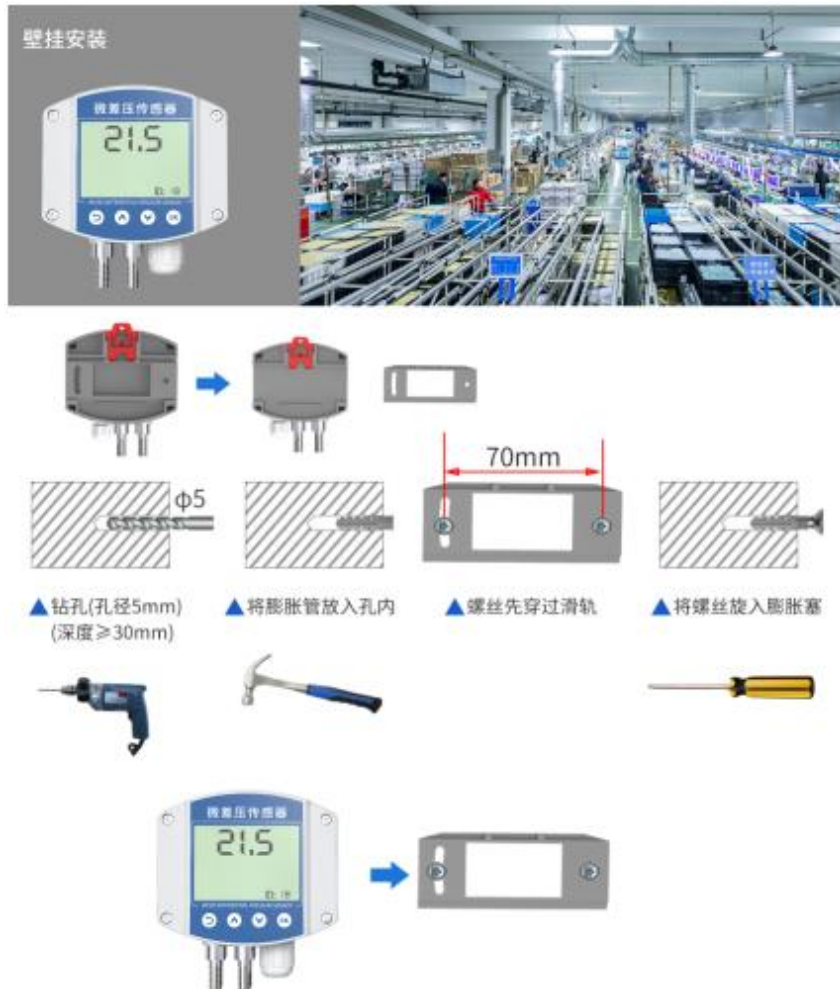 壁挂安装
微差压传感器
21.5
70mm
ф5
▲钻孔(孔径5mm)
(深度≥30mm)
▲将膨胀管放入孔内
▲螺丝先穿过滑轨
▲将螺丝旋入膨胀塞
微差压传感器
21.5